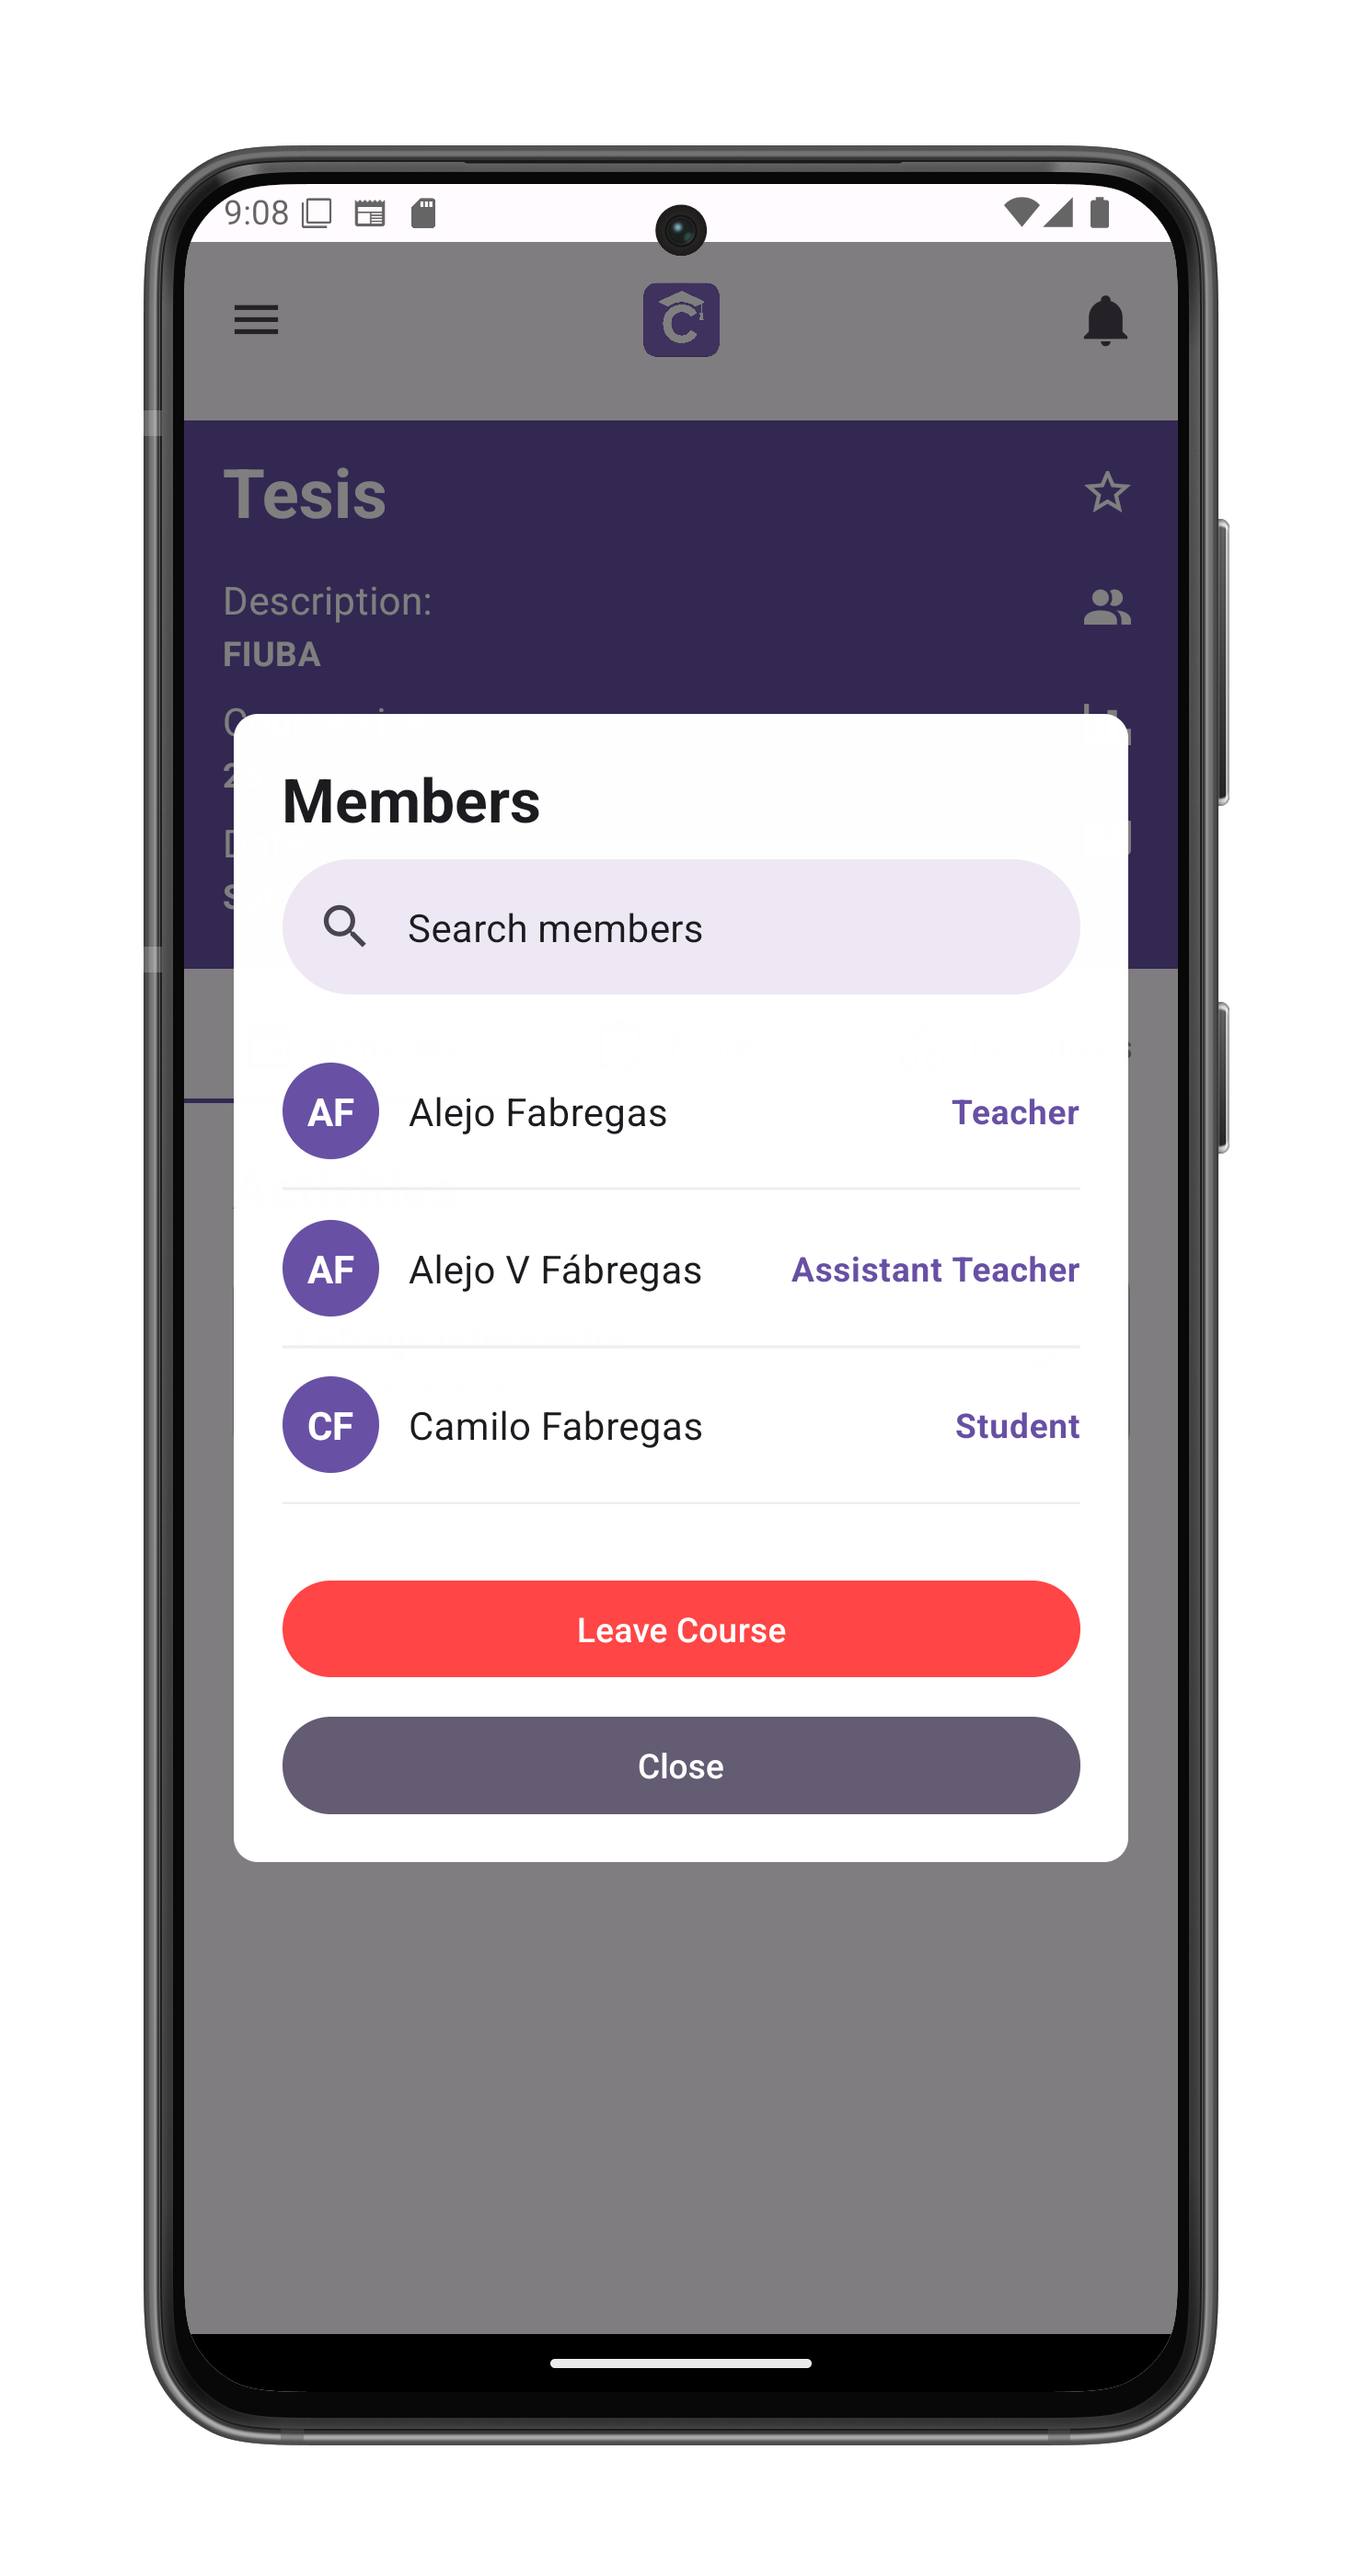 9:08
C
Tesis
Description:
FIUBA
Members
Search members
AF Alejo Fabregas Teacher
AF Alejo V Fábregas Assistant Teacher
CF Camilo Fabregas Student
Leave Course
Close